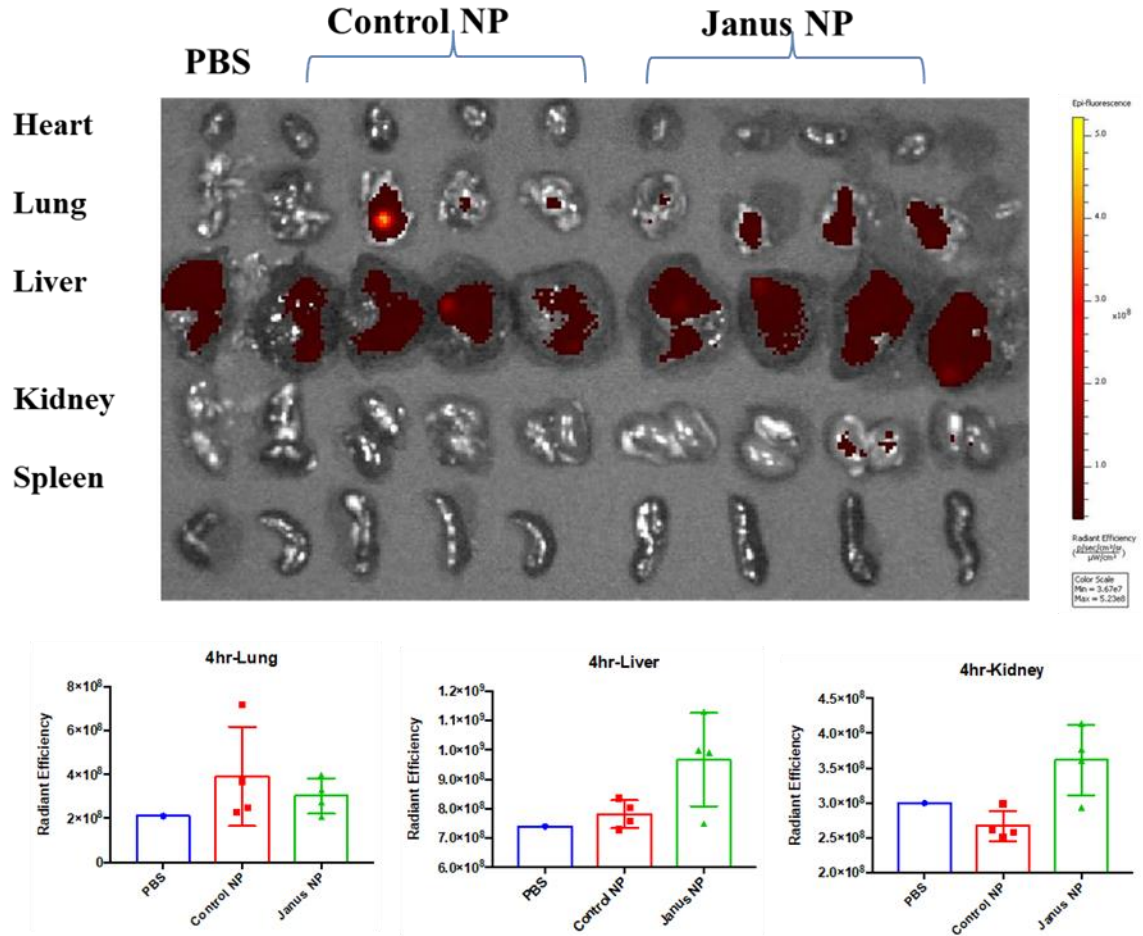 Control NP
Janus NP
PBS
Heart
Lung
Liver
Kidney
Spleen
Epi-fluorescence
5.0
4.0
3.0
x10⁸
2.0
1.0
Radiant Efficiency
(p/sec/cm²/sr / µW/cm²)
Color Scale
Min = 3.67e7
Max = 5.23e8
4hr-Lung
Radiant Efficiency
8×10⁸
6×10⁸
4×10⁸
2×10⁸
0
PBS
Control NP
Janus NP
4hr-Liver
Radiant Efficiency
1.2×10⁹
1.1×10⁹
1.0×10⁹
9.0×10⁸
8.0×10⁸
7.0×10⁸
6.0×10⁸
PBS
Control NP
Janus NP
4hr-Kidney
Radiant Efficiency
4.5×10⁸
4.0×10⁸
3.5×10⁸
3.0×10⁸
2.5×10⁸
2.0×10⁸
PBS
Control NP
Janus NP